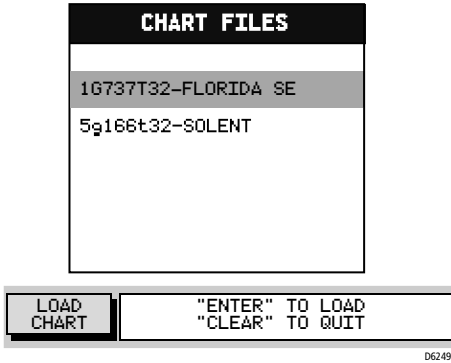 CHART FILES
1G737T32-FLORIDA SE
5g166t32-SOLENT
LOAD
CHART
"ENTER" TO LOAD
"CLEAR" TO QUIT
D6249